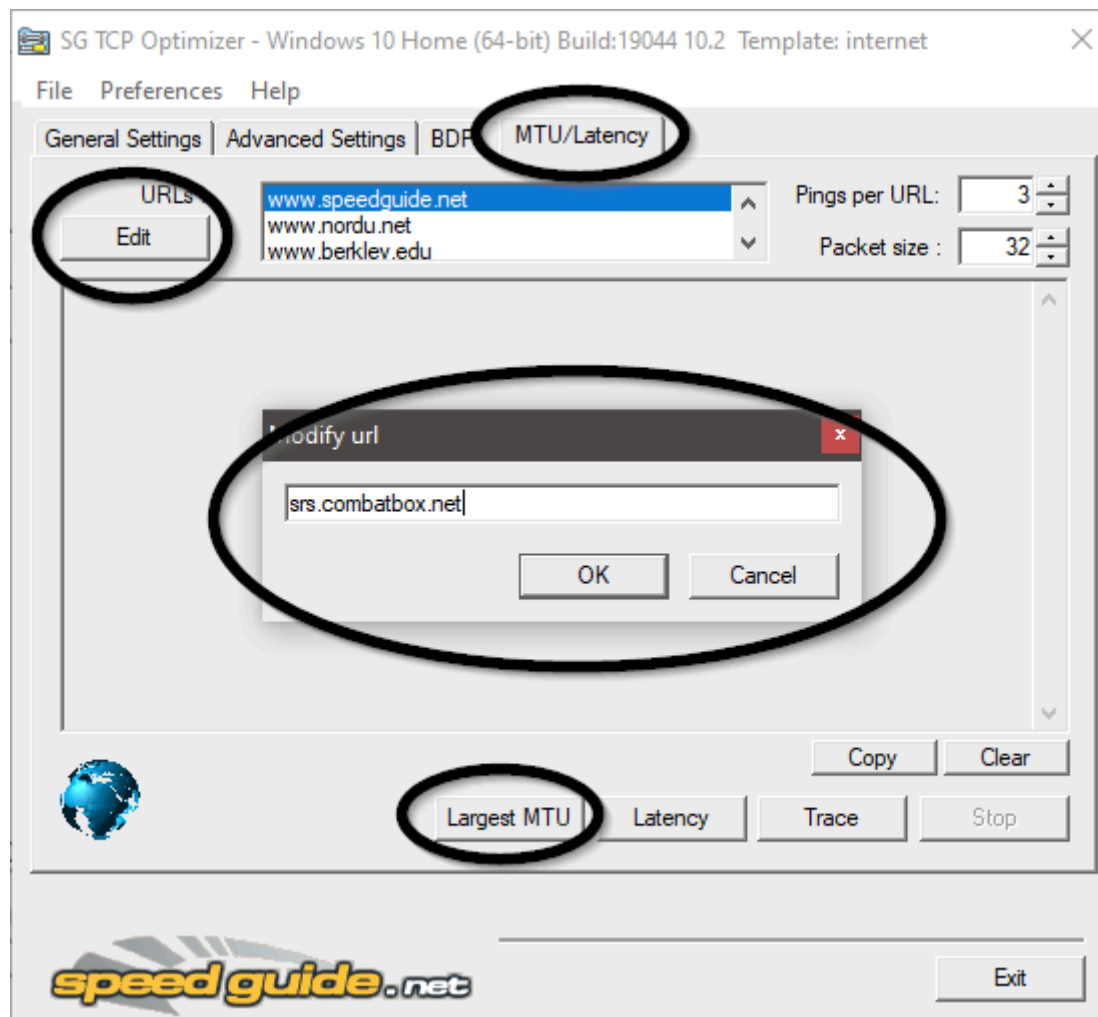 SG TCP Optimizer - Windows 10 Home (64-bit) Build:19044 10.2 Template: internet
File Preferences Help
General Settings Advanced Settings BDP MTU/Latency
URLs :
Edit
www.speedguide.net
www.nordu.net
www.berkley.edu
Pings per URL: 3
Packet size : 32
Modify url
x
srs.combatbox.net
OK Cancel
Copy Clear
Largest MTU Latency Trace Stop
speedguide.net
Exit